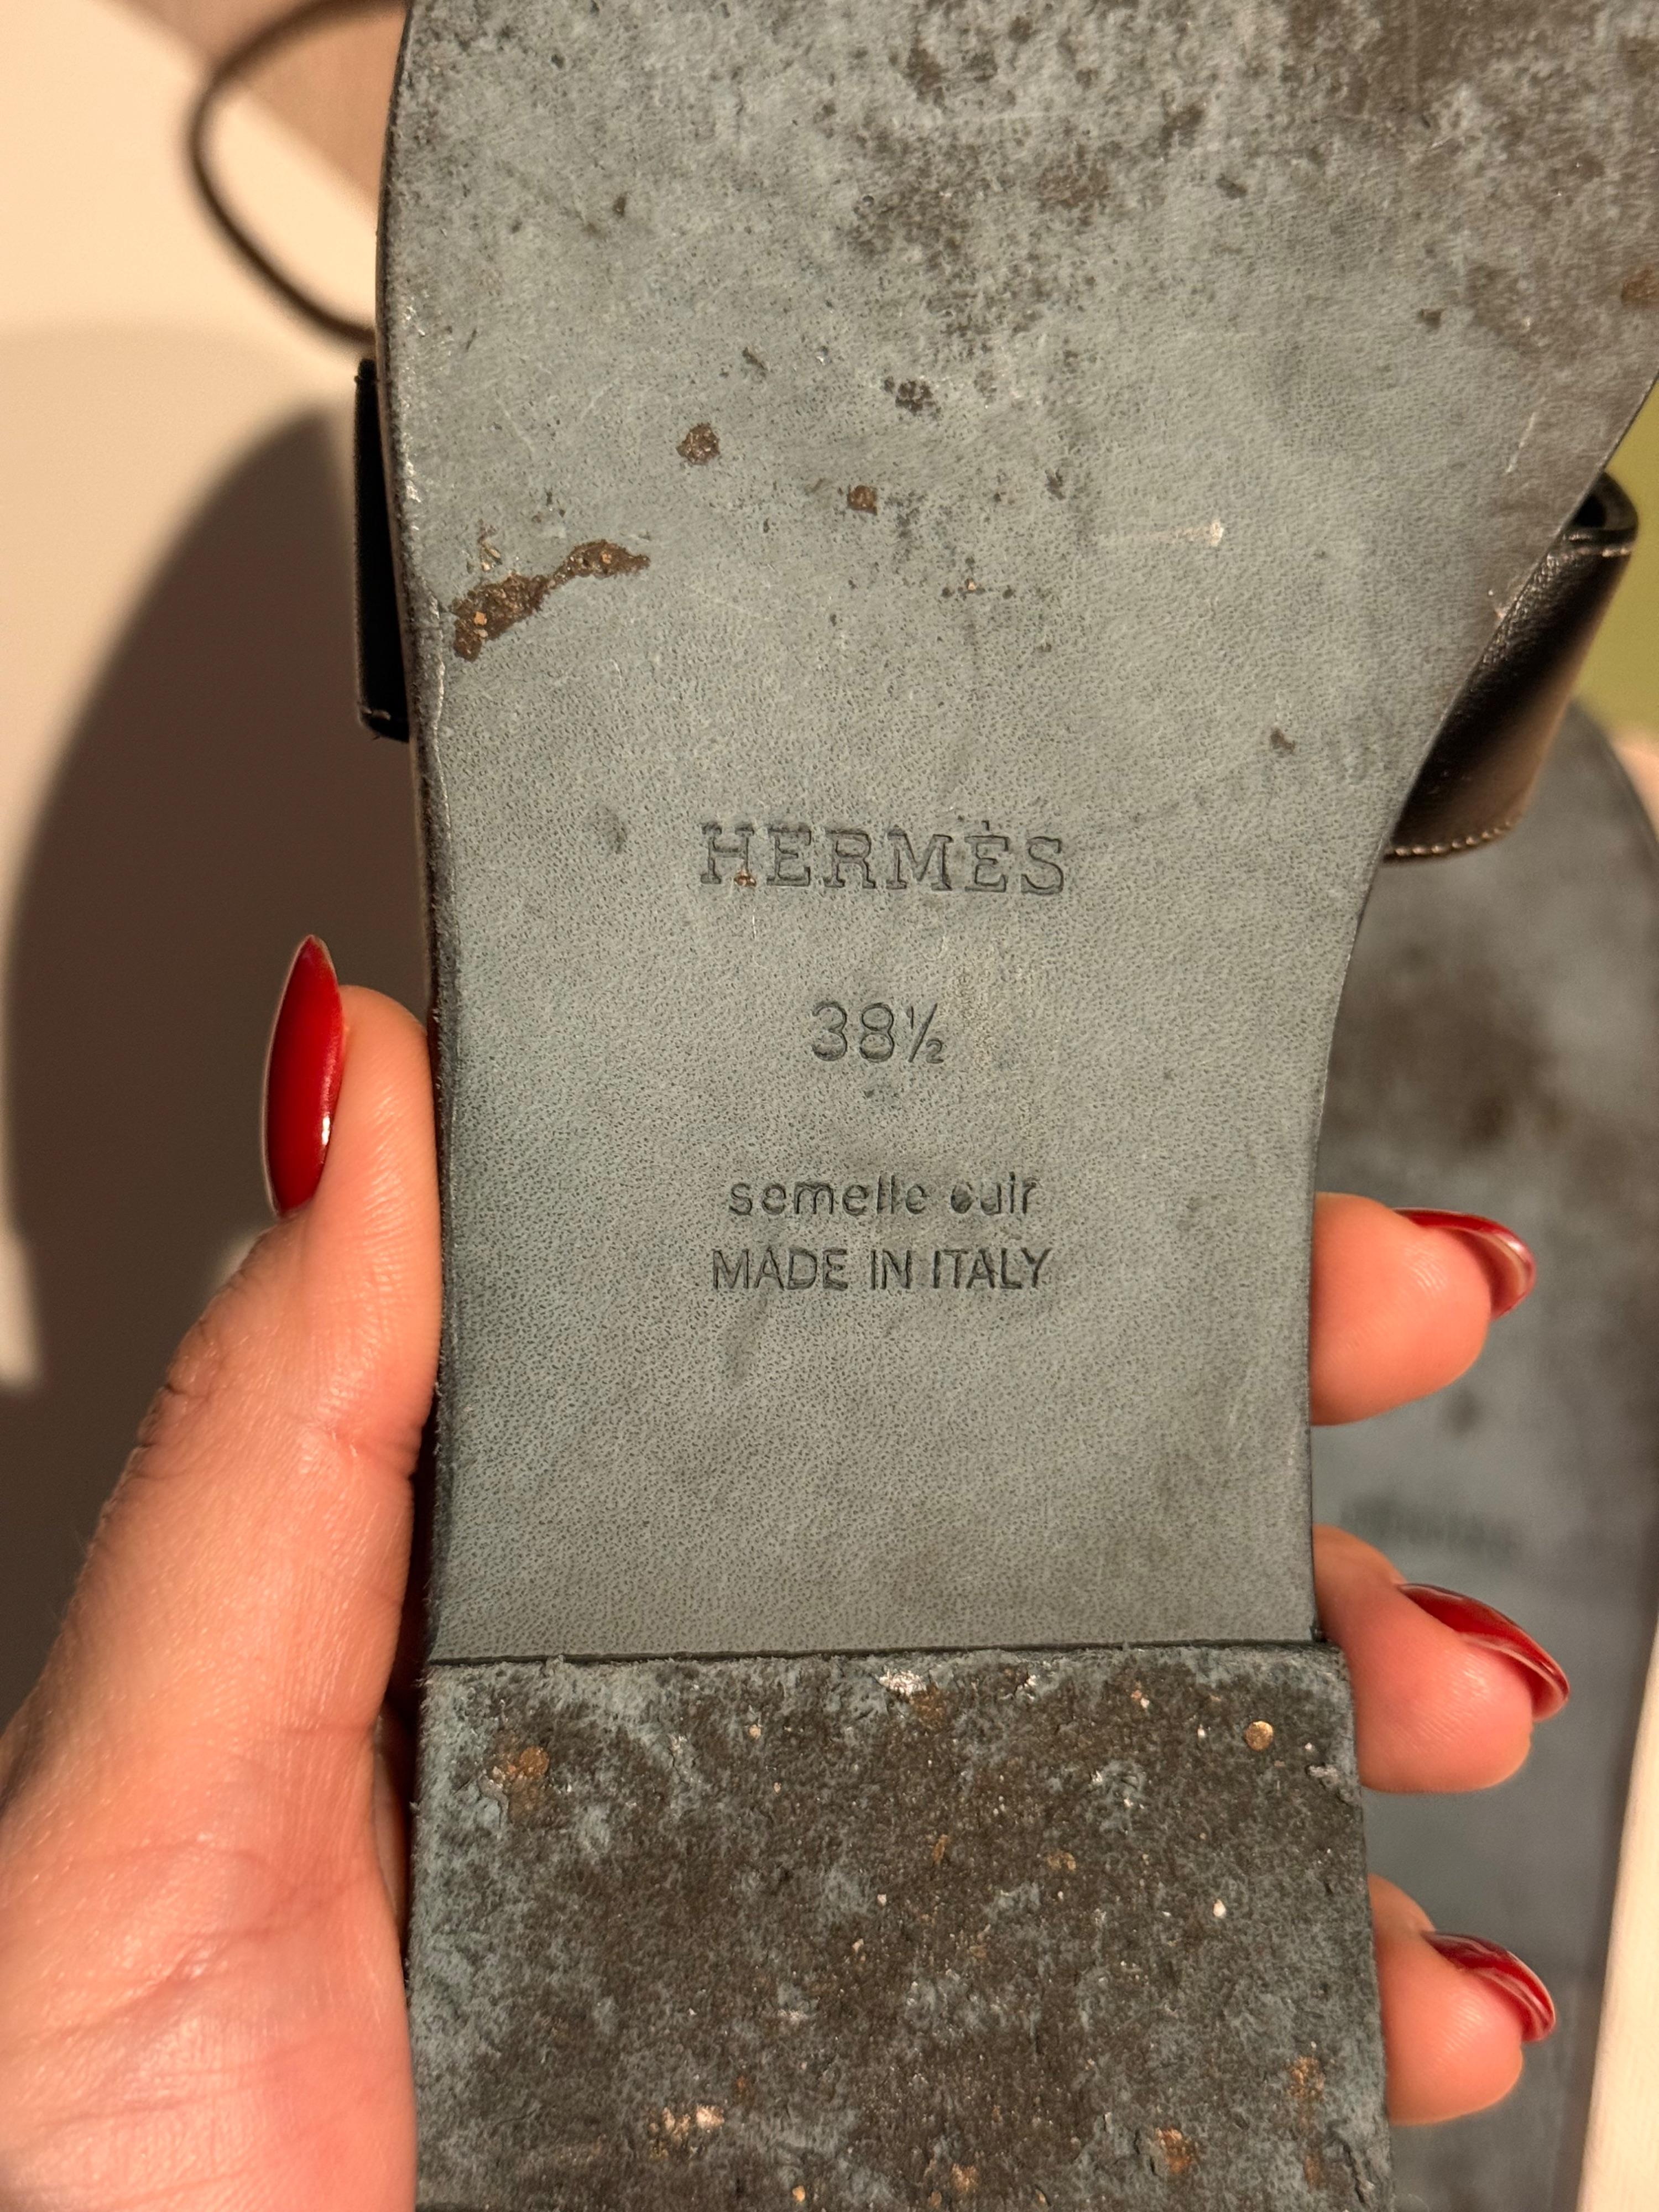 HERMÈS
38½
semelle cuir
MADE IN ITALY